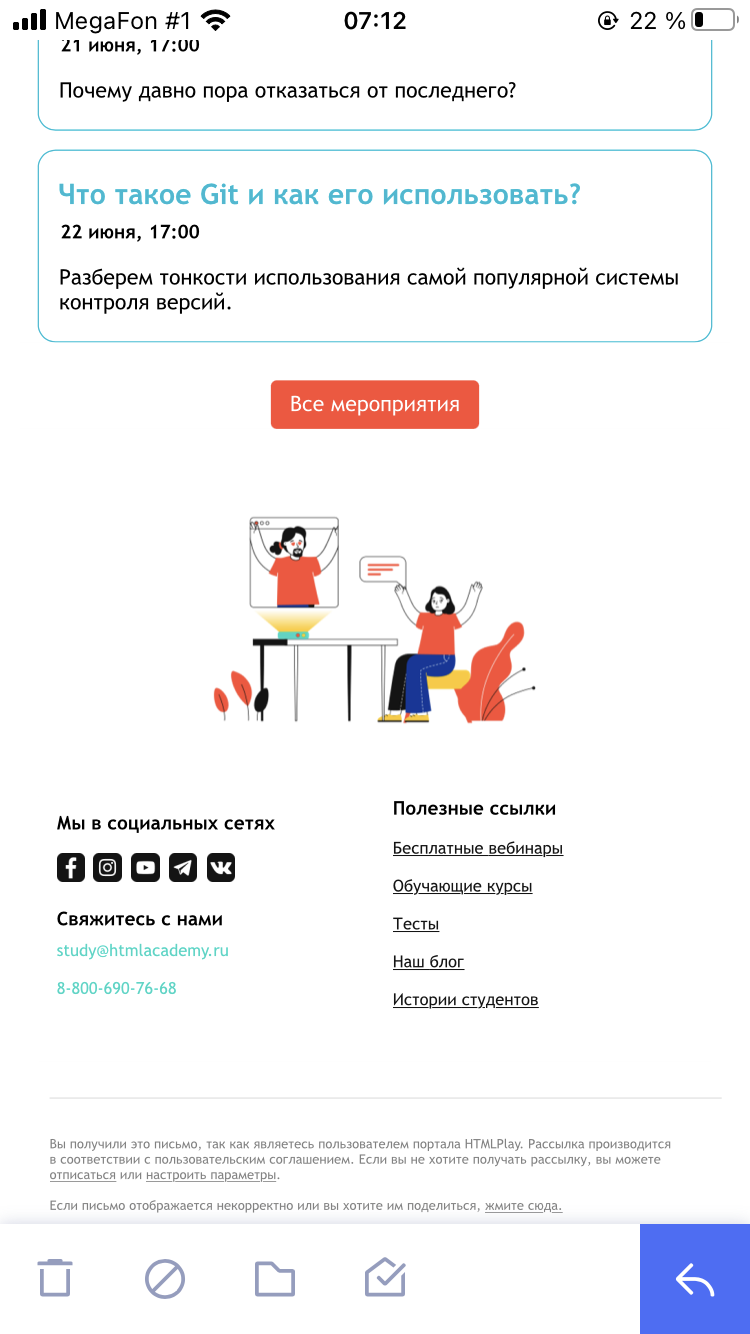 MegaFon #1 07:12 22 %
21 июня, 17:00
Почему давно пора отказаться от последнего?
Что такое Git и как его использовать?
22 июня, 17:00
Разберем тонкости использования самой популярной системы
контроля версий.
Все мероприятия
Мы в социальных сетях
Свяжитесь с нами
study@htmlacademy.ru
8-800-690-76-68
Полезные ссылки
Бесплатные вебинары
Обучающие курсы
Тесты
Наш блог
Истории студентов
Вы получили это письмо, так как являетесь пользователем портала HTMLPlay. Рассылка производится
в соответствии с пользовательским соглашением. Если вы не хотите получать рассылку, вы можете
отписаться или настроить параметры.
Если письмо отображается некорректно или вы хотите им поделиться, жмите сюда.